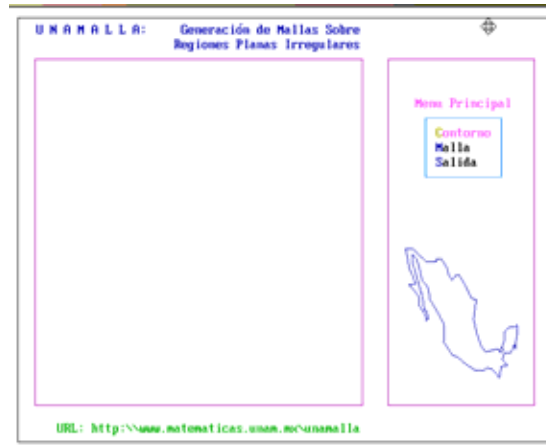 U N A M A L L A: Generación de Mallas Sobre
Regiones Planas Irregulares
Menu Principal
Contorno
Malla
Salida
URL: http:\\www.matematicas.unam.mx\unamalla